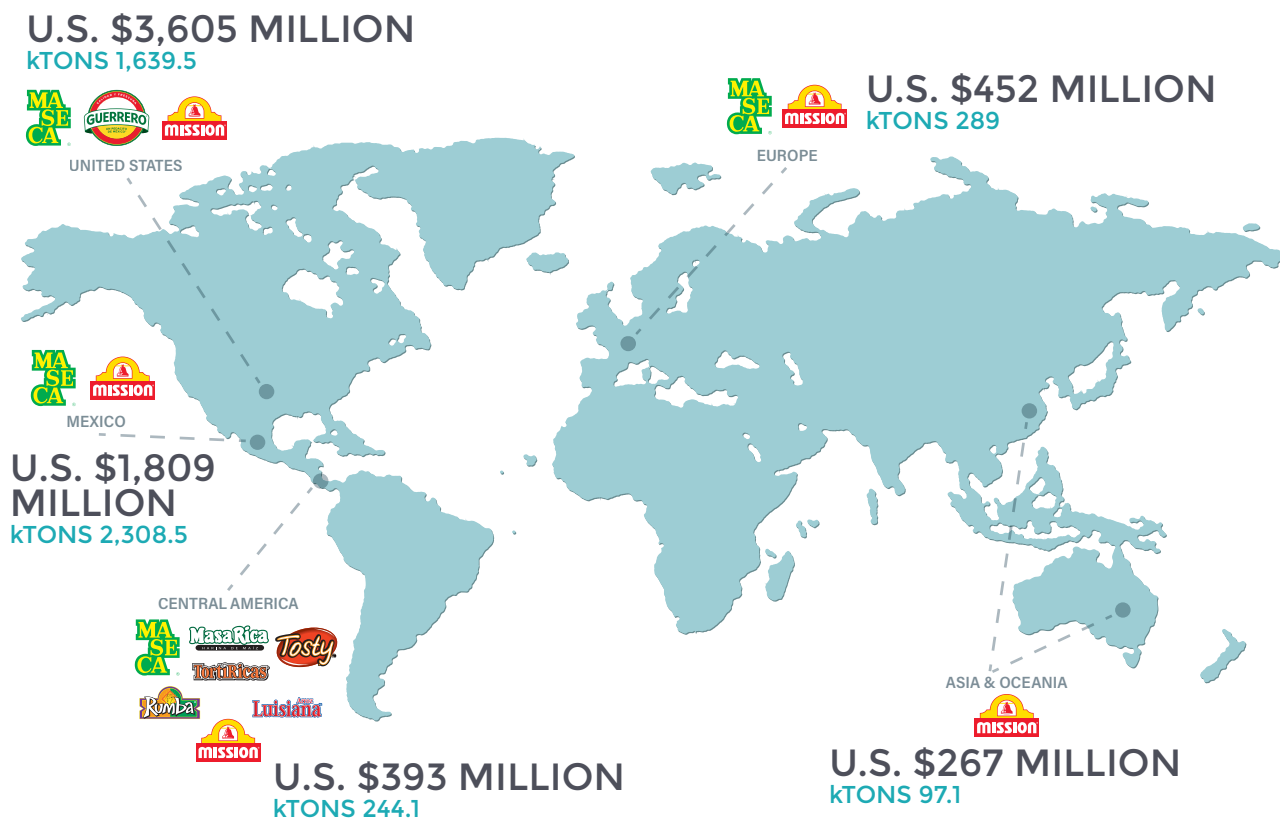 U.S. $3,605 MILLION
kTONS 1,639.5
MA
SE
CA
GUERRERO
MISSION
UNITED STATES
MA
SE
CA
MISSION
U.S. $452 MILLION
kTONS 289
EUROPE
MA
SE
CA
MISSION
MEXICO
U.S. $1,809
MILLION
kTONS 2,308.5
CENTRAL AMERICA
MA
SE
CA
MasaRica
HARINA DE MAIZ
Tosty
TortiRicas
Rumba
Luisiana
MISSION
U.S. $393 MILLION
kTONS 244.1
ASIA & OCEANIA
MISSION
U.S. $267 MILLION
kTONS 97.1